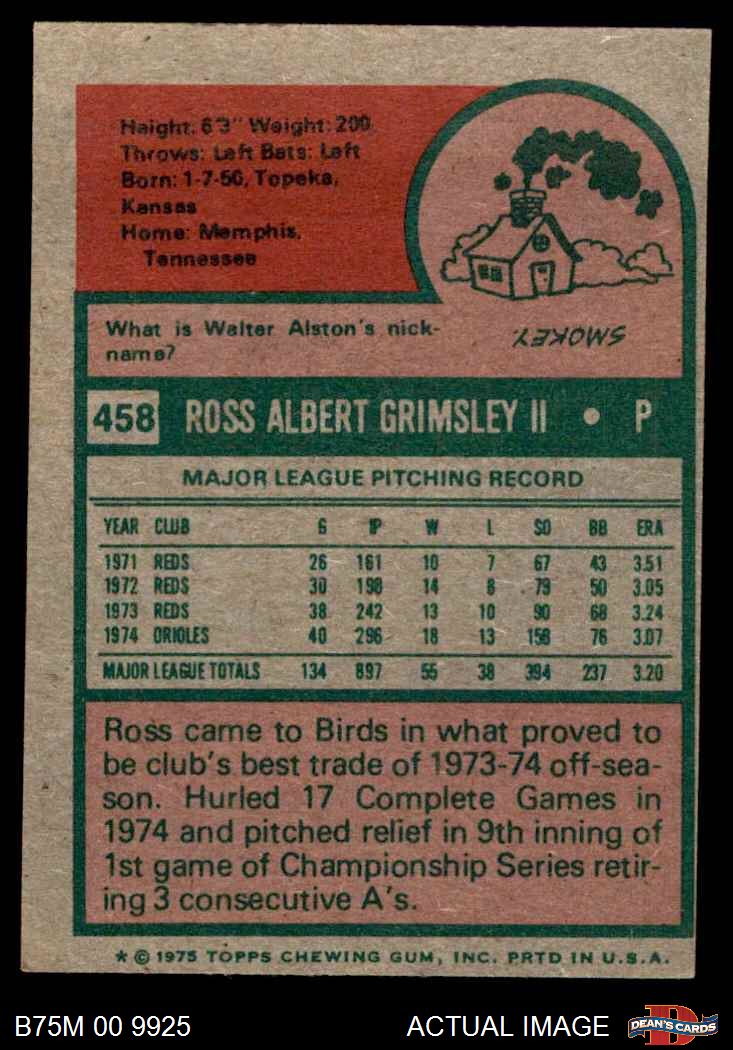 Height: 6'3" Weight: 200
Throws: Left Bats: Left
Born: 1-7-50, Topeka,
Kansas
Home: Memphis,
Tennessee
What is Walter Alston's nick-
name?
SMOKEY.
458 ROSS ALBERT GRIMSLEY II • P
MAJOR LEAGUE PITCHING RECORD
YEAR CLUB G IP W L SO BB ERA
1971 REDS 26 161 10 7 67 43 3.51
1972 REDS 30 198 14 8 79 50 3.05
1973 REDS 38 242 13 10 90 68 3.24
1974 ORIOLES 40 296 18 13 158 76 3.07
MAJOR LEAGUE TOTALS 134 897 55 38 394 237 3.20
Ross came to Birds in what proved to
be club's best trade of 1973-74 off-sea-
son. Hurled 17 Complete Games in
1974 and pitched relief in 9th inning of
1st game of Championship Series retir-
ing 3 consecutive A's.
* © 1975 TOPPS CHEWING GUM, INC. PRTD IN U.S.A.
B75M 00 9925 ACTUAL IMAGE D DEAN'S CARDS